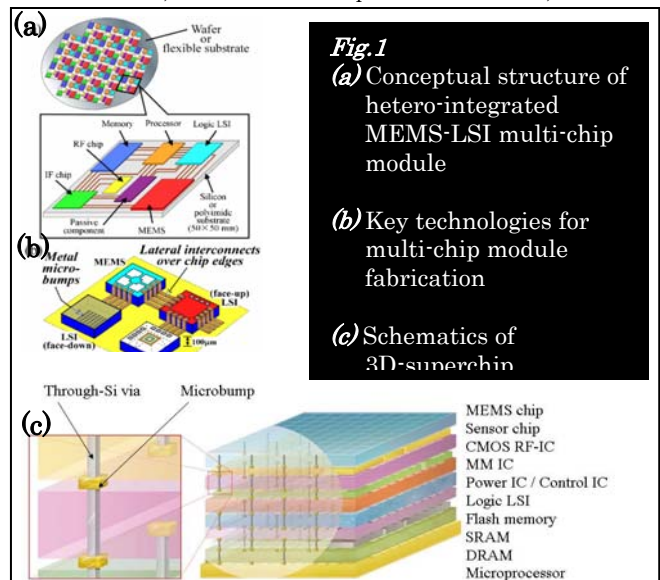 (a)
Wafer
or
flexible substrate
Memory
Processor
Logic LSI
RF chip
IF chip
Passive
component
MEMS
Silicon
or
polyimide
substrate
(50×50 mm)
(b)
Metal
micro-
bumps
MEMS
Lateral interconnects
over chip edges
(face-up)
LSI
LSI
(face-down)
100μm
Fig.1
(a) Conceptual structure of
hetero-integrated
MEMS-LSI multi-chip
module
(b) Key technologies for
multi-chip module
fabrication
(c) Schematics of
3D-superchip
(c)
Through-Si via
Microbump
MEMS chip
Sensor chip
CMOS RF-IC
MM IC
Power IC / Control IC
Logic LSI
Flash memory
SRAM
DRAM
Microprocessor